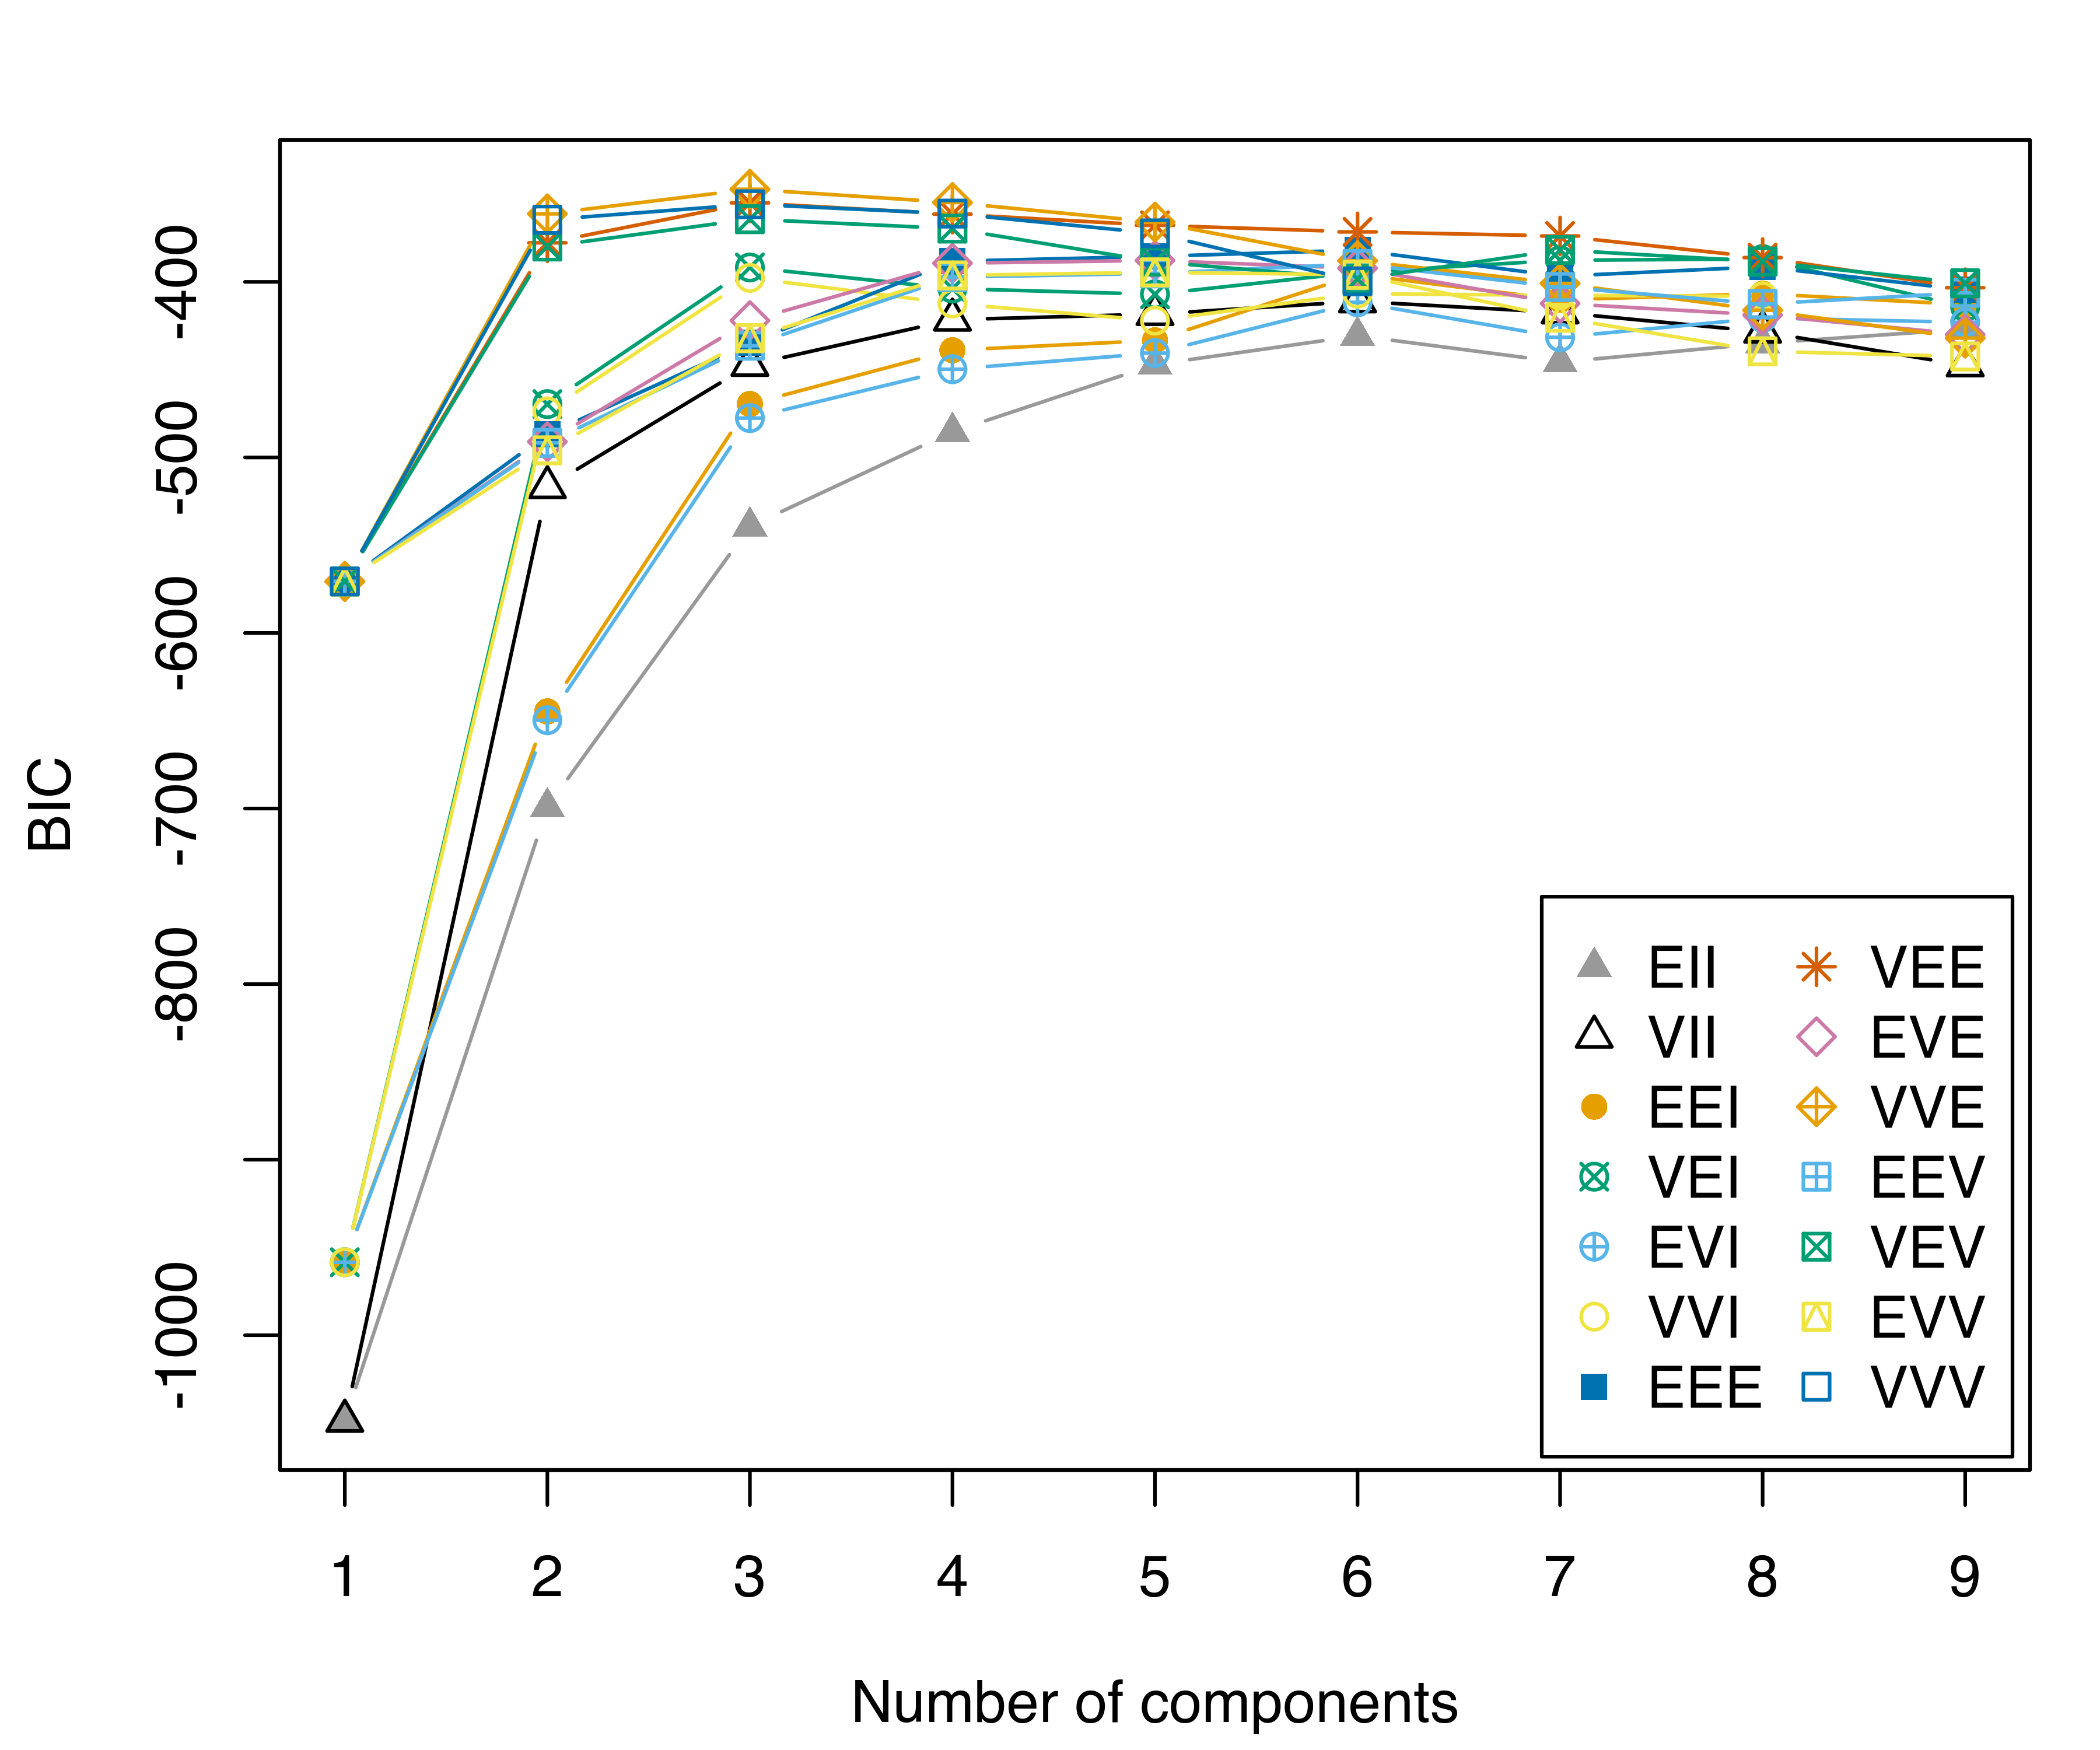 BIC
-400
-500
-600
-700
-800
-1000
1 2 3 4 5 6 7 8 9
Number of components
EII VEE
VII EVE
EEI VVE
VEI EEV
EVI VEV
VVI EVV
EEE VVV